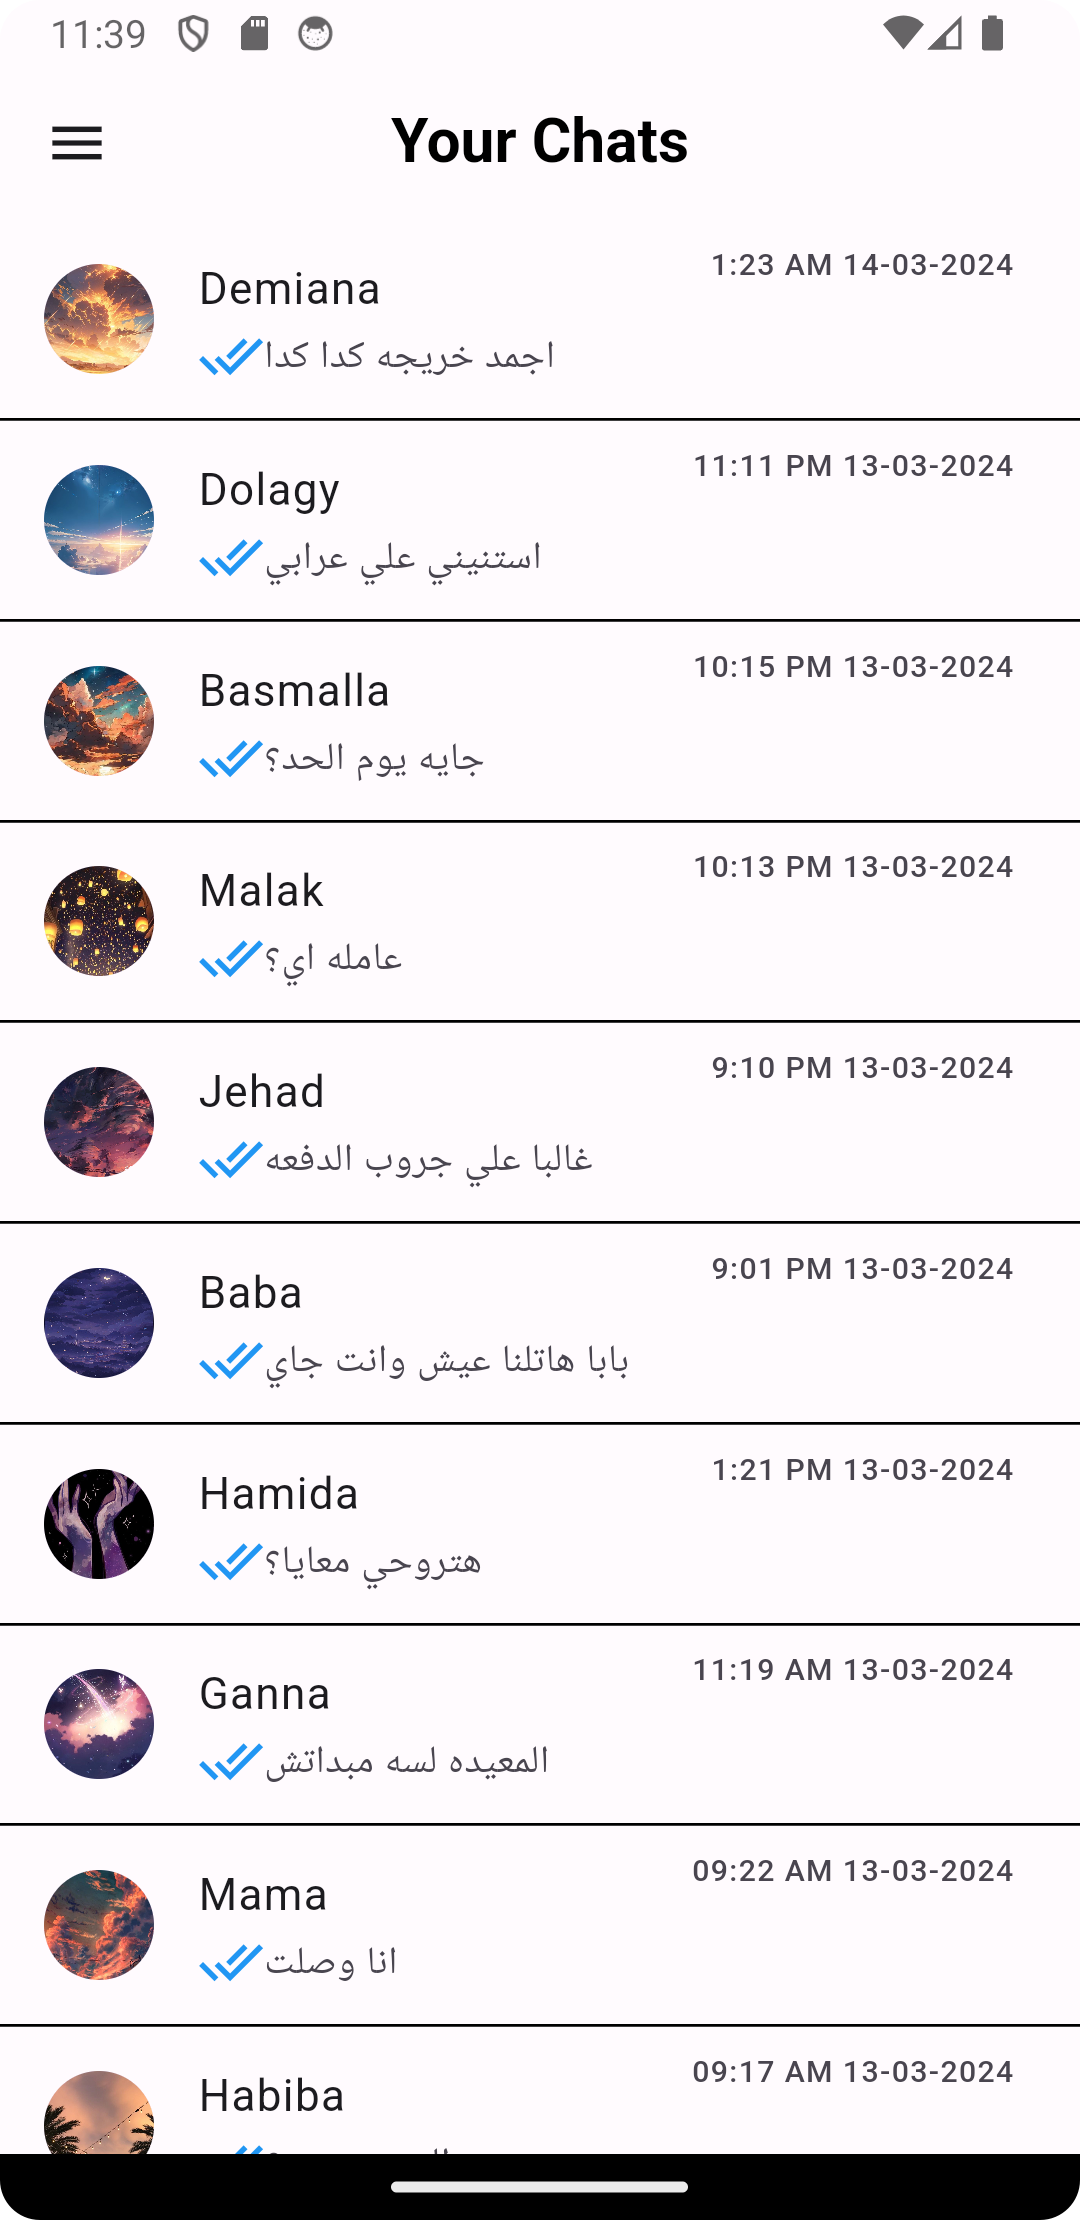 11:39
Your Chats
Demiana
1:23 AM 14-03-2024
اجمد خريجه كدا كدا
Dolagy
11:11 PM 13-03-2024
استنيني علي عرابي
Basmalla
10:15 PM 13-03-2024
جايه يوم الحد؟
Malak
10:13 PM 13-03-2024
عامله اي؟
Jehad
9:10 PM 13-03-2024
غالبا علي جروب الدفعه
Baba
9:01 PM 13-03-2024
بابا هاتلنا عيش وانت جاي
Hamida
1:21 PM 13-03-2024
هتروحي معايا؟
Ganna
11:19 AM 13-03-2024
المعيده لسه مبداتش
Mama
09:22 AM 13-03-2024
انا وصلت
Habiba
09:17 AM 13-03-2024